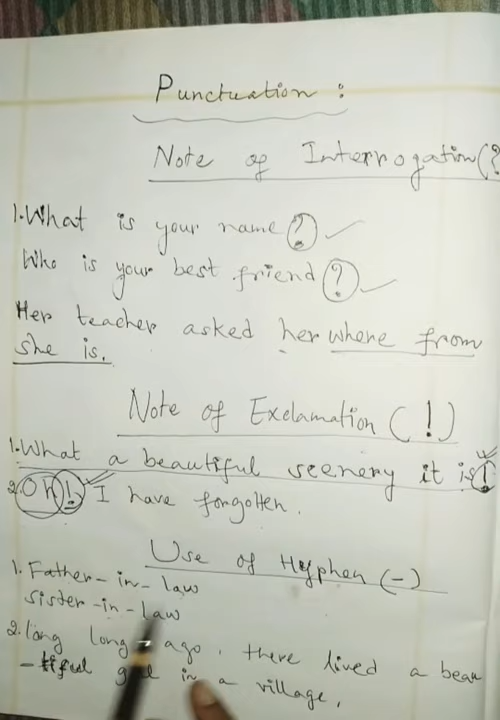 Punctuation :
Note of Interrogation (?
1. What is your name ?
Who is your best friend ?
Her teacher asked her where from
she is.
Note of Exclamation ( ! )
1. What a beautiful scenery it is !
2. Oh ! I have forgotten.
Use of Hyphen (-)
1. Father-in-law
sister-in-law
2. long long ago, there lived a beau
-tiful in a village.